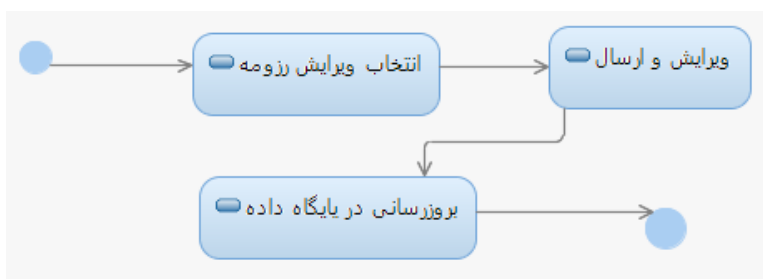 انتخاب ویرایش رزومه
ویرایش و ارسال
بروزرسانی در پایگاه داده